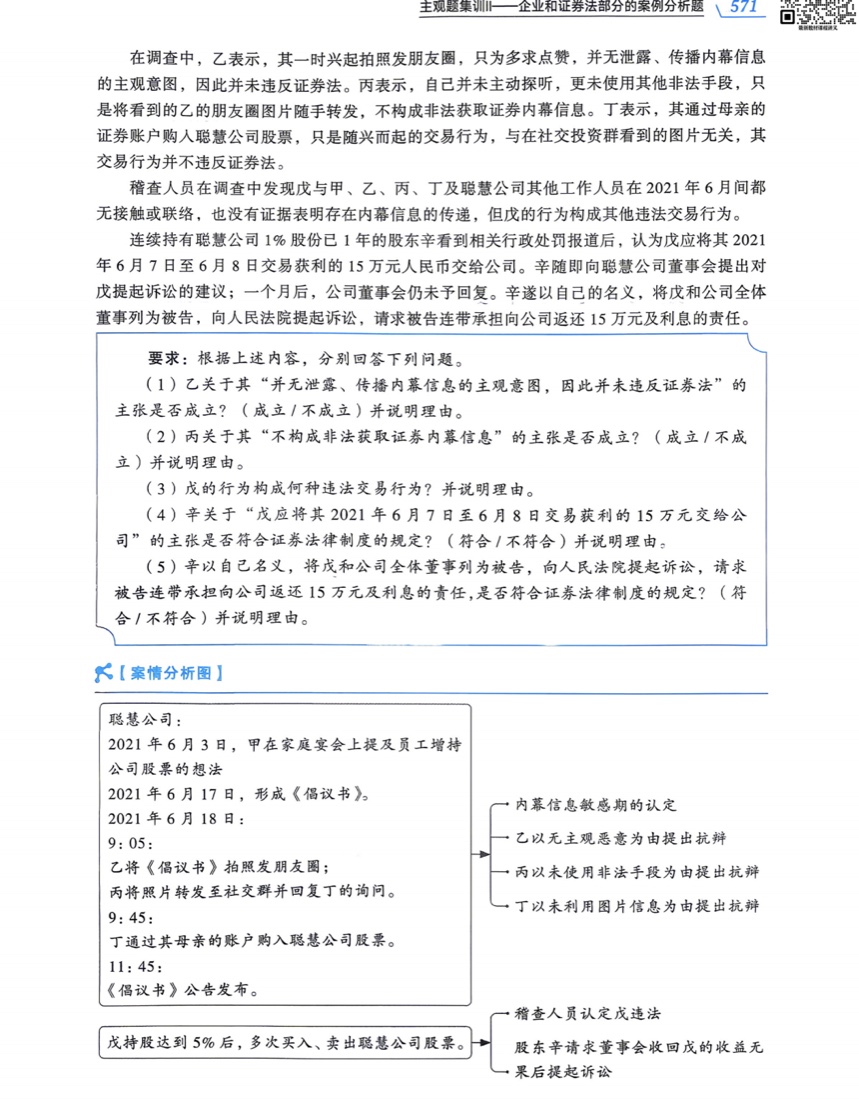 主观题集训II——企业和证券法部分的案例分析题 571
在调查中，乙表示，其一时兴起拍照发朋友圈，只为多求点赞，并无泄露、传播内幕信息
的主观意图，因此并未违反证券法。丙表示，自己并未主动探听，更未使用其他非法手段，只
是将看到的乙的朋友圈图片随手转发，不构成非法获取证券内幕信息。丁表示，其通过母亲的
证券账户购入聪慧公司股票，只是随兴而起的交易行为，与在社交投资群看到的图片无关，其
交易行为并不违反证券法。
稽查人员在调查中发现戊与甲、乙、丙、丁及聪慧公司其他工作人员在 2021 年 6 月间都
无接触或联络，也没有证据表明存在内幕信息的传递，但戊的行为构成其他违法交易行为。
连续持有聪慧公司 1% 股份已 1 年的股东辛看到相关行政处罚报道后，认为戊应将其 2021
年 6 月 7 日至 6 月 8 日交易获利的 15 万元人民币交给公司。辛随即向聪慧公司董事会提出对
戊提起诉讼的建议；一个月后，公司董事会仍未予回复。辛遂以自己的名义，将戊和公司全体
董事列为被告，向人民法院提起诉讼，请求被告连带承担向公司返还 15 万元及利息的责任。
要求：根据上述内容，分别回答下列问题。
（1）乙关于其“并无泄露、传播内幕信息的主观意图，因此并未违反证券法”的
主张是否成立？（成立 / 不成立）并说明理由。
（2）丙关于其“不构成非法获取证券内幕信息”的主张是否成立？（成立 / 不成
立）并说明理由。
（3）戊的行为构成何种违法交易行为？并说明理由。
（4）辛关于“戊应将其 2021 年 6 月 7 日至 6 月 8 日交易获利的 15 万元交给公
司”的主张是否符合证券法律制度的规定？（符合 / 不符合）并说明理由。
（5）辛以自己名义，将戊和公司全体董事列为被告，向人民法院提起诉讼，请求
被告连带承担向公司返还 15 万元及利息的责任，是否符合证券法律制度的规定？（符
合 / 不符合）并说明理由。
【案情分析图】
聪慧公司：
2021 年 6 月 3 日，甲在家庭宴会上提及员工增持
公司股票的想法
2021 年 6 月 17 日，形成《倡议书》。
2021 年 6 月 18 日：
9：05：
乙将《倡议书》拍照发朋友圈；
丙将照片转发至社交群并回复丁的询问。
9：45：
丁通过其母亲的账户购入聪慧公司股票。
11：45：
《倡议书》公告发布。
内幕信息敏感期的认定
乙以无主观恶意为由提出抗辩
丙以未使用非法手段为由提出抗辩
丁以未利用图片信息为由提出抗辩
戊持股达到 5% 后，多次买入、卖出聪慧公司股票。
稽查人员认定戊违法
股东辛请求董事会收回戊的收益无
果后提起诉讼